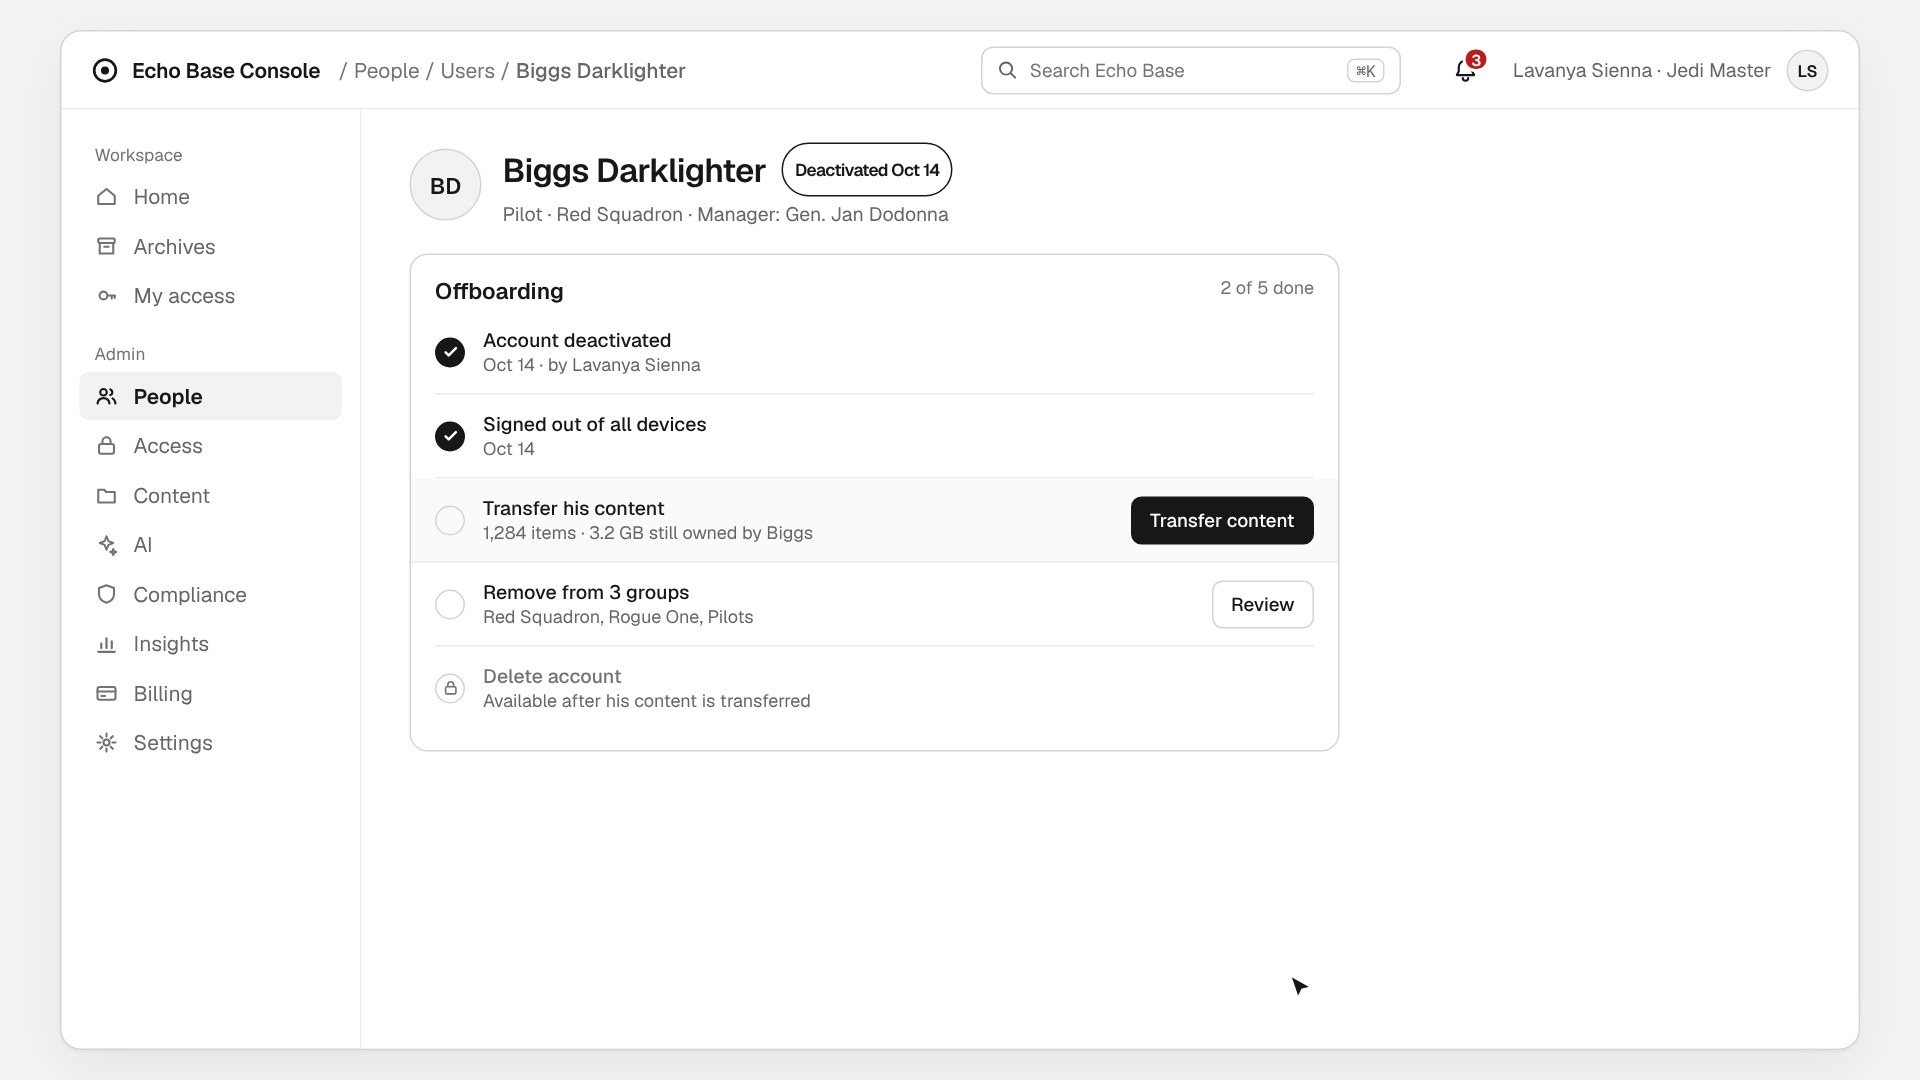 Echo Base Console / People / Users / Biggs Darklighter
Search Echo Base ⌘K
3
Lavanya Sienna · Jedi Master LS
Workspace
Home
Archives
My access
Admin
People
Access
Content
AI
Compliance
Insights
Billing
Settings
BD
Biggs Darklighter
Deactivated Oct 14
Pilot · Red Squadron · Manager: Gen. Jan Dodonna
Offboarding
2 of 5 done
Account deactivated
Oct 14 · by Lavanya Sienna
Signed out of all devices
Oct 14
Transfer his content
1,284 items · 3.2 GB still owned by Biggs
Transfer content
Remove from 3 groups
Red Squadron, Rogue One, Pilots
Review
Delete account
Available after his content is transferred